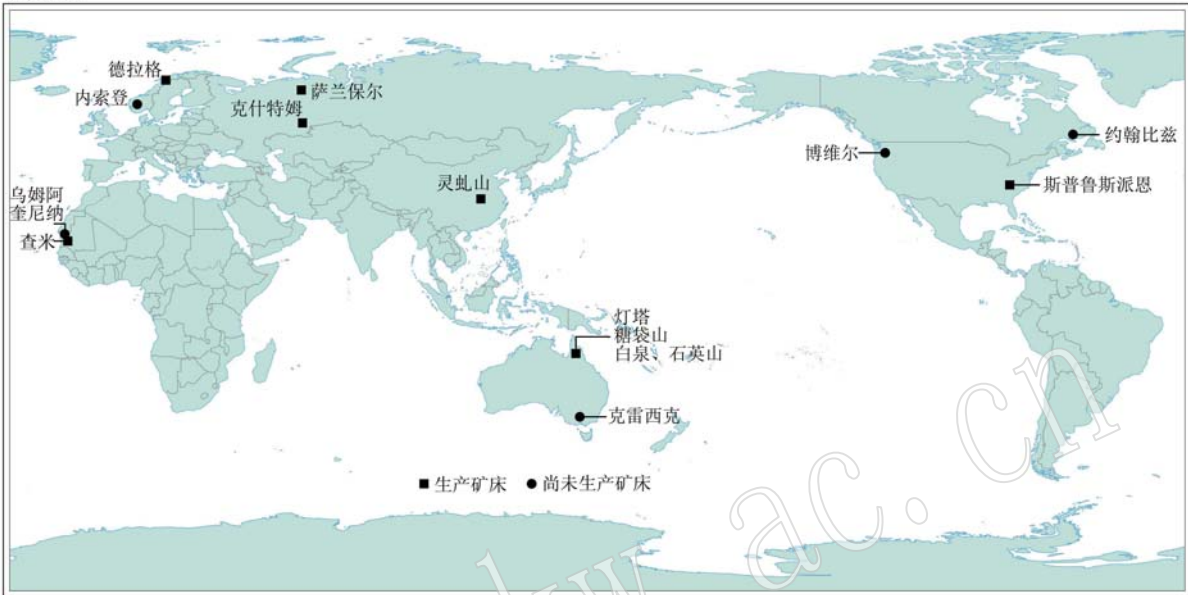 德拉格
内索登
萨兰保尔
克什特姆
约翰比兹
博维尔
斯普鲁斯派恩
灵虬山
乌姆阿
奎尼纳
查米
灯塔
糖袋山
白泉、石英山
克雷西克
生产矿床
尚未生产矿床
ac.cn